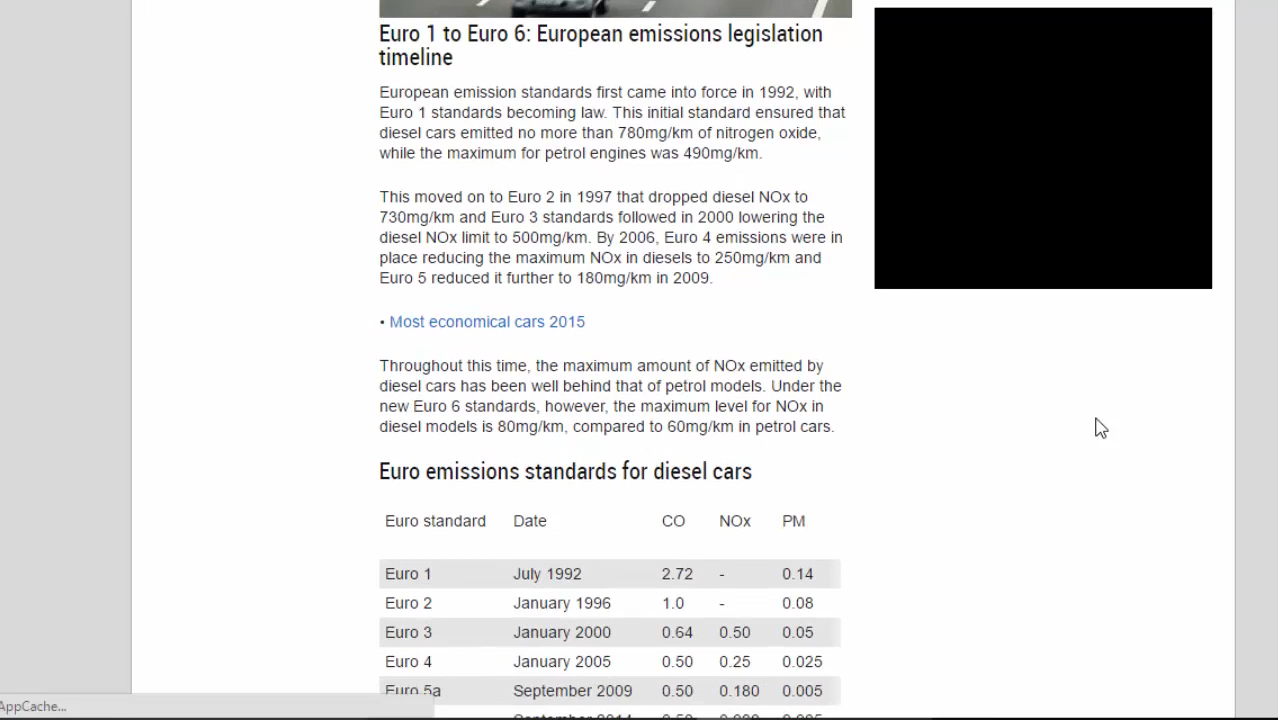 Euro 1 to Euro 6: European emissions legislation
timeline
European emission standards first came into force in 1992, with
Euro 1 standards becoming law. This initial standard ensured that
diesel cars emitted no more than 780mg/km of nitrogen oxide,
while the maximum for petrol engines was 490mg/km.
This moved on to Euro 2 in 1997 that dropped diesel NOx to
730mg/km and Euro 3 standards followed in 2000 lowering the
diesel NOx limit to 500mg/km. By 2006, Euro 4 emissions were in
place reducing the maximum NOx in diesels to 250mg/km and
Euro 5 reduced it further to 180mg/km in 2009.
• Most economical cars 2015
Throughout this time, the maximum amount of NOx emitted by
diesel cars has been well behind that of petrol models. Under the
new Euro 6 standards, however, the maximum level for NOx in
diesel models is 80mg/km, compared to 60mg/km in petrol cars.
Euro emissions standards for diesel cars
Euro standard Date CO NOx PM
Euro 1 July 1992 2.72 - 0.14
Euro 2 January 1996 1.0 - 0.08
Euro 3 January 2000 0.64 0.50 0.05
Euro 4 January 2005 0.50 0.25 0.025
Euro 5a September 2009 0.50 0.180 0.005
AppCache...